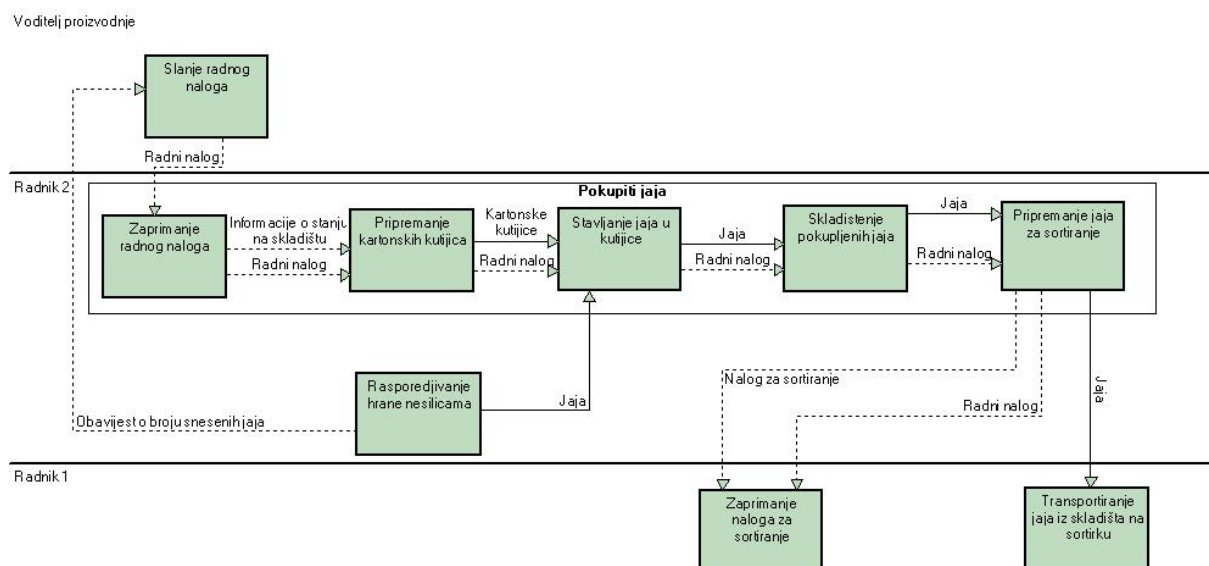 Voditelj proizvodnje
Slanje radnog
naloga
Radni nalog
Radnik 2
Pokupiti jaja
Zaprimanje
radnog naloga
Informacije o stanju
na skladištu
Radni nalog
Pripremanje
kartonskih kutijica
Kartonske
kutijice
Radni nalog
Stavljanje jaja u
kutijice
Jaja
Radni nalog
Skladistenje
pokupljenih jaja
Jaja
Radni nalog
Pripremanje jaja
za sortiranje
Rasporedjivanje
hrane nesilicama
Jaja
Obavijest o broju snesenih jaja
Nalog za sortiranje
Radni nalog
Jaja
Radnik 1
Zaprimanje
naloga za
sortiranje
Transportiranje
jaja iz skladišta na
sortirku